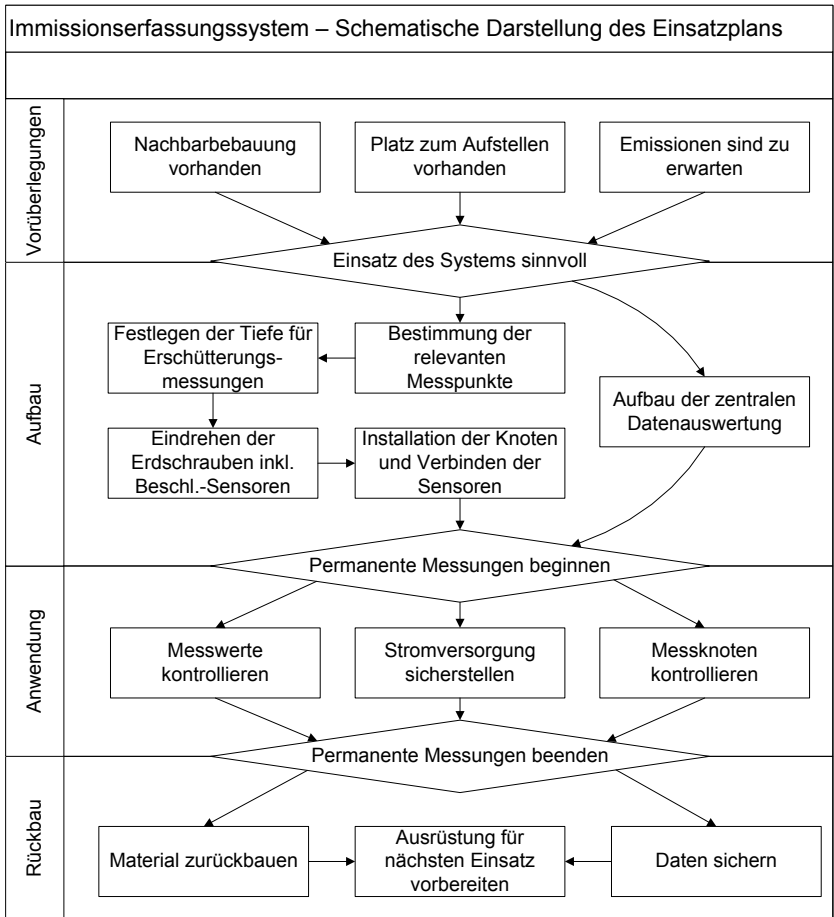 Immissionserfassungssystem – Schematische Darstellung des Einsatzplans
Vorüberlegungen
Nachbarbebauung
vorhanden
Platz zum Aufstellen
vorhanden
Emissionen sind zu
erwarten
Einsatz des Systems sinnvoll
Aufbau
Festlegen der Tiefe für
Erschütterungs-
messungen
Bestimmung der
relevanten
Messpunkte
Aufbau der zentralen
Datenauswertung
Eindrehen der
Erdschrauben inkl.
Beschl.-Sensoren
Installation der Knoten
und Verbinden der
Sensoren
Permanente Messungen beginnen
Anwendung
Messwerte
kontrollieren
Stromversorgung
sicherstellen
Messknoten
kontrollieren
Permanente Messungen beenden
Rückbau
Material zurückbauen
Ausrüstung für
nächsten Einsatz
vorbereiten
Daten sichern